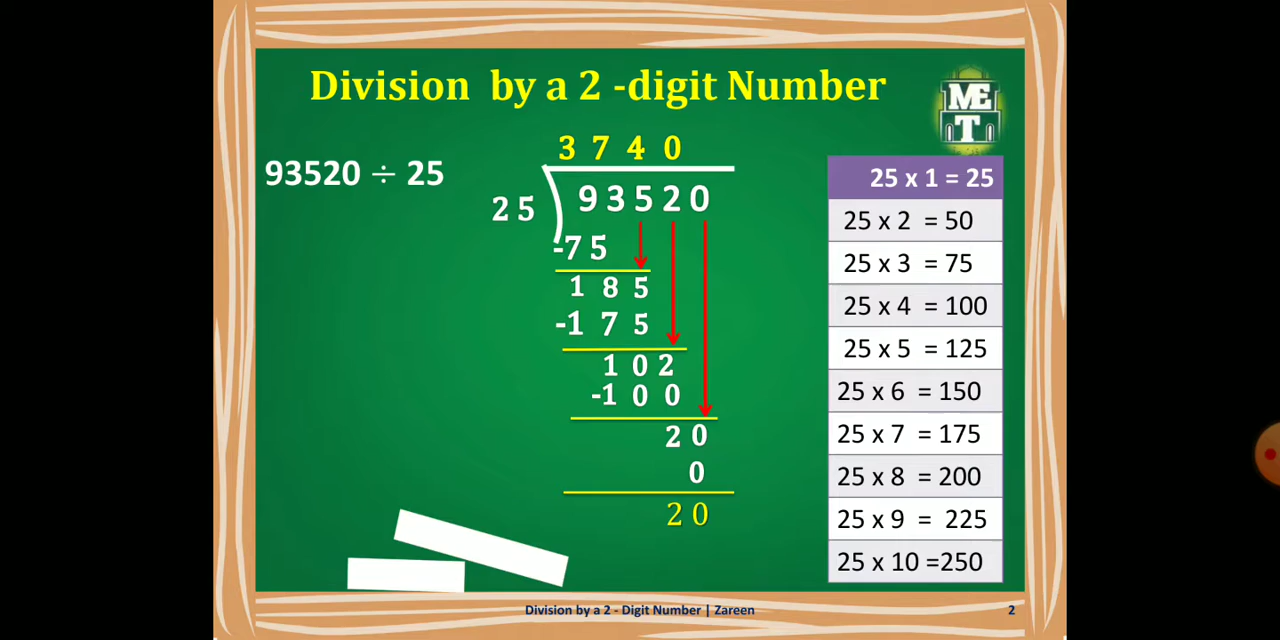 Division by a 2 -digit Number
MET
93520 ÷ 25
3 7 4 0
2 5 9 3 5 2 0
-7 5
1 8 5
-1 7 5
1 0 2
-1 0 0
2 0
0
2 0
25 x 1 = 25
25 x 2 = 50
25 x 3 = 75
25 x 4 = 100
25 x 5 = 125
25 x 6 = 150
25 x 7 = 175
25 x 8 = 200
25 x 9 = 225
25 x 10 =250
Division by a 2 - Digit Number | Zareen
2